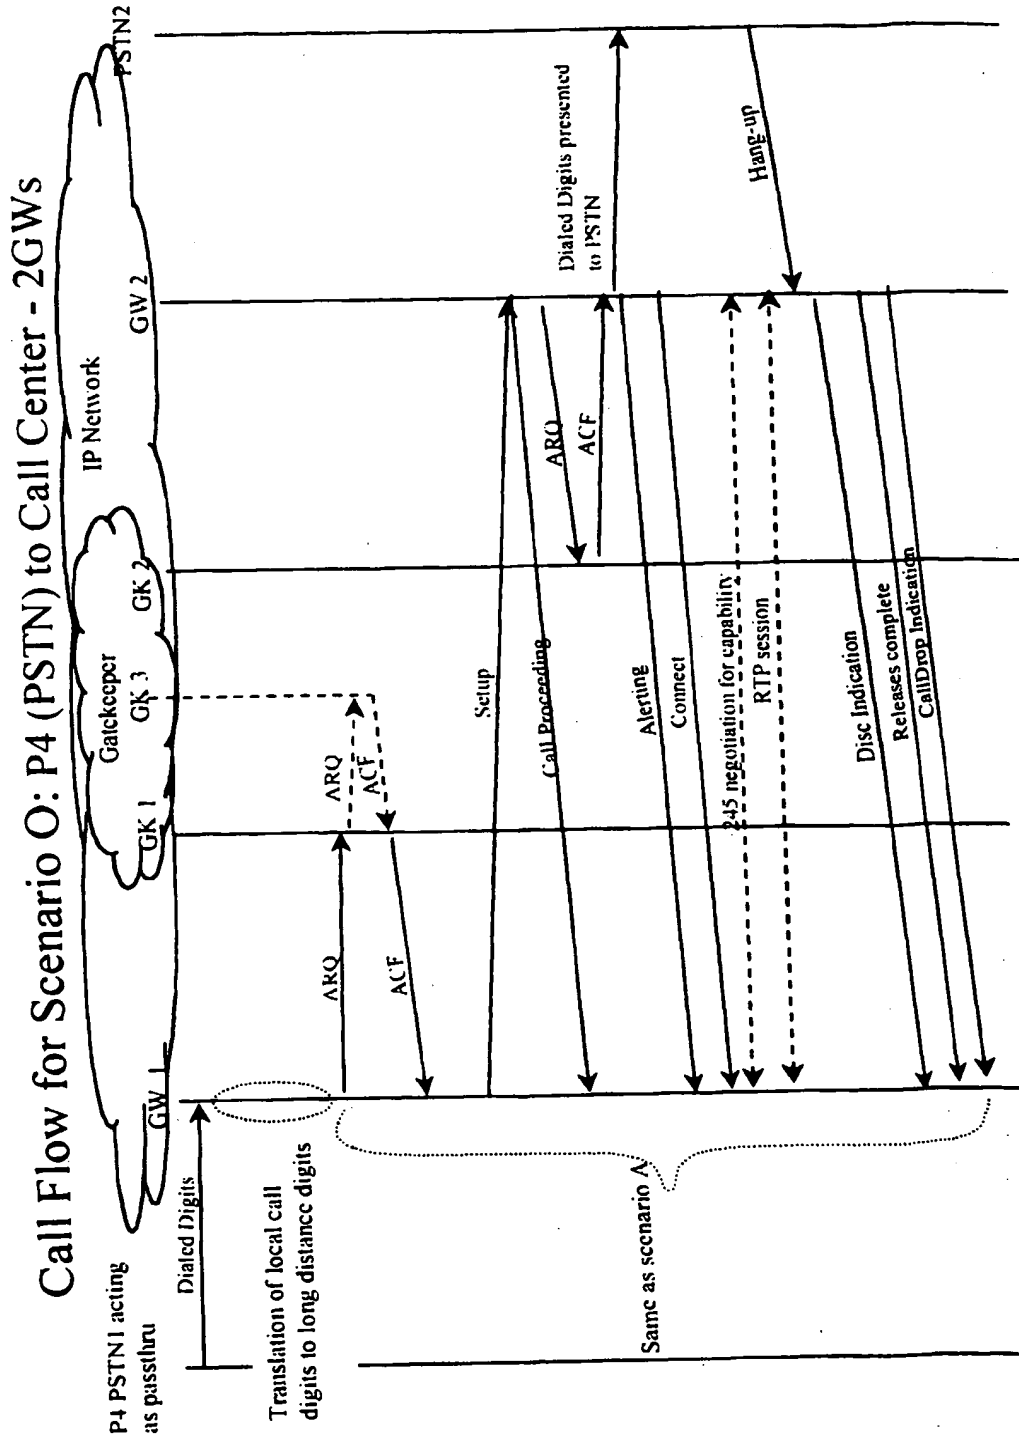 Call Flow for Scenario O: P4 (PSTN) to Call Center - 2GWs
P4 PSTN1 acting
as passthru
GW 1
GK 1
Gatekeeper
GK 3
GK 2
IP Network
GW 2
PSTN2
Dialed Digits
Translation of local call
digits to long distance digits
ARQ
ARQ
ACF
ACF
Setup
Call Proceeding
ARQ
ACF
Dialed Digits presented
to PSTN
Alerting
Connect
245 negotiation for capability
RTP session
Hang-up
Disc Indication
Releases complete
CallDrop Indication
Same as scenario A